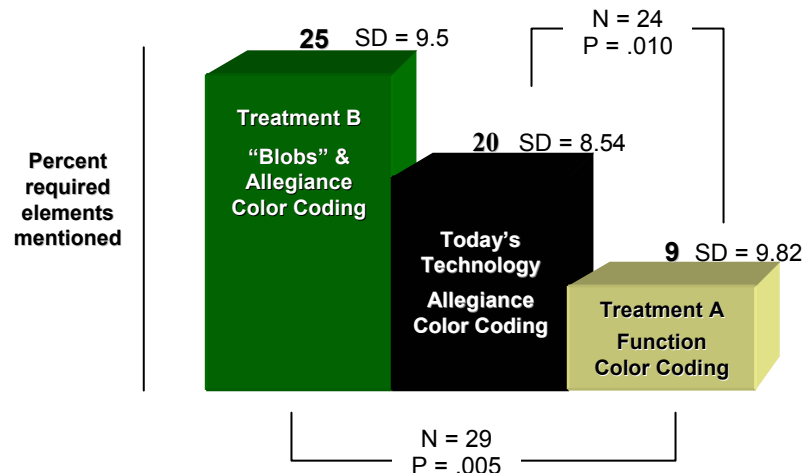 25 SD = 9.5
N = 24
P = .010
Treatment B
“Blobs” &
Allegiance
Color Coding
20 SD = 8.54
Percent
required
elements
mentioned
Today’s
Technology
Allegiance
Color Coding
9 SD = 9.82
Treatment A
Function
Color Coding
N = 29
P = .005